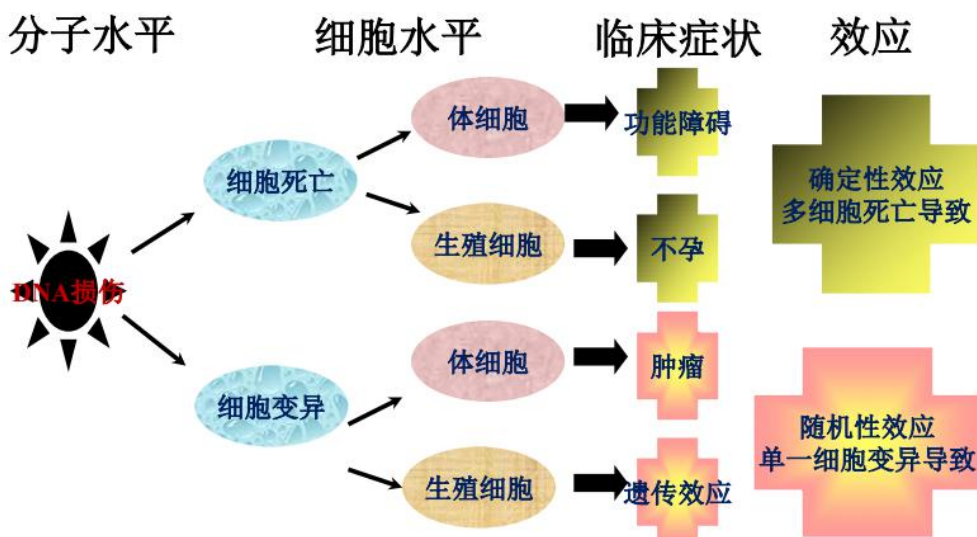 分子水平
细胞水平
临床症状
效应
体细胞
功能障碍
细胞死亡
确定性效应
多细胞死亡导致
生殖细胞
不孕
DNA损伤
体细胞
肿瘤
细胞变异
随机性效应
单一细胞变异导致
生殖细胞
遗传效应